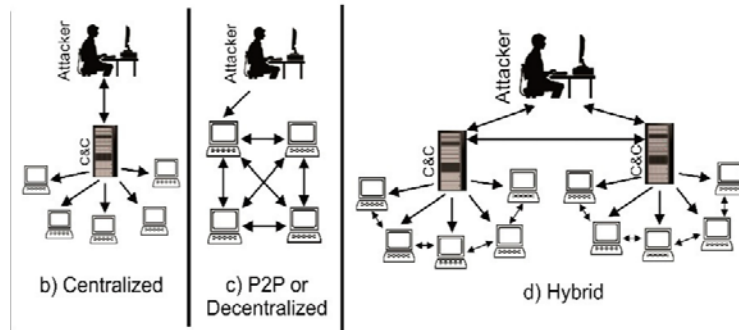 Attacker
C&C
b) Centralized
Attacker
c) P2P or
Decentralized
Attacker
C&C
C&C
d) Hybrid